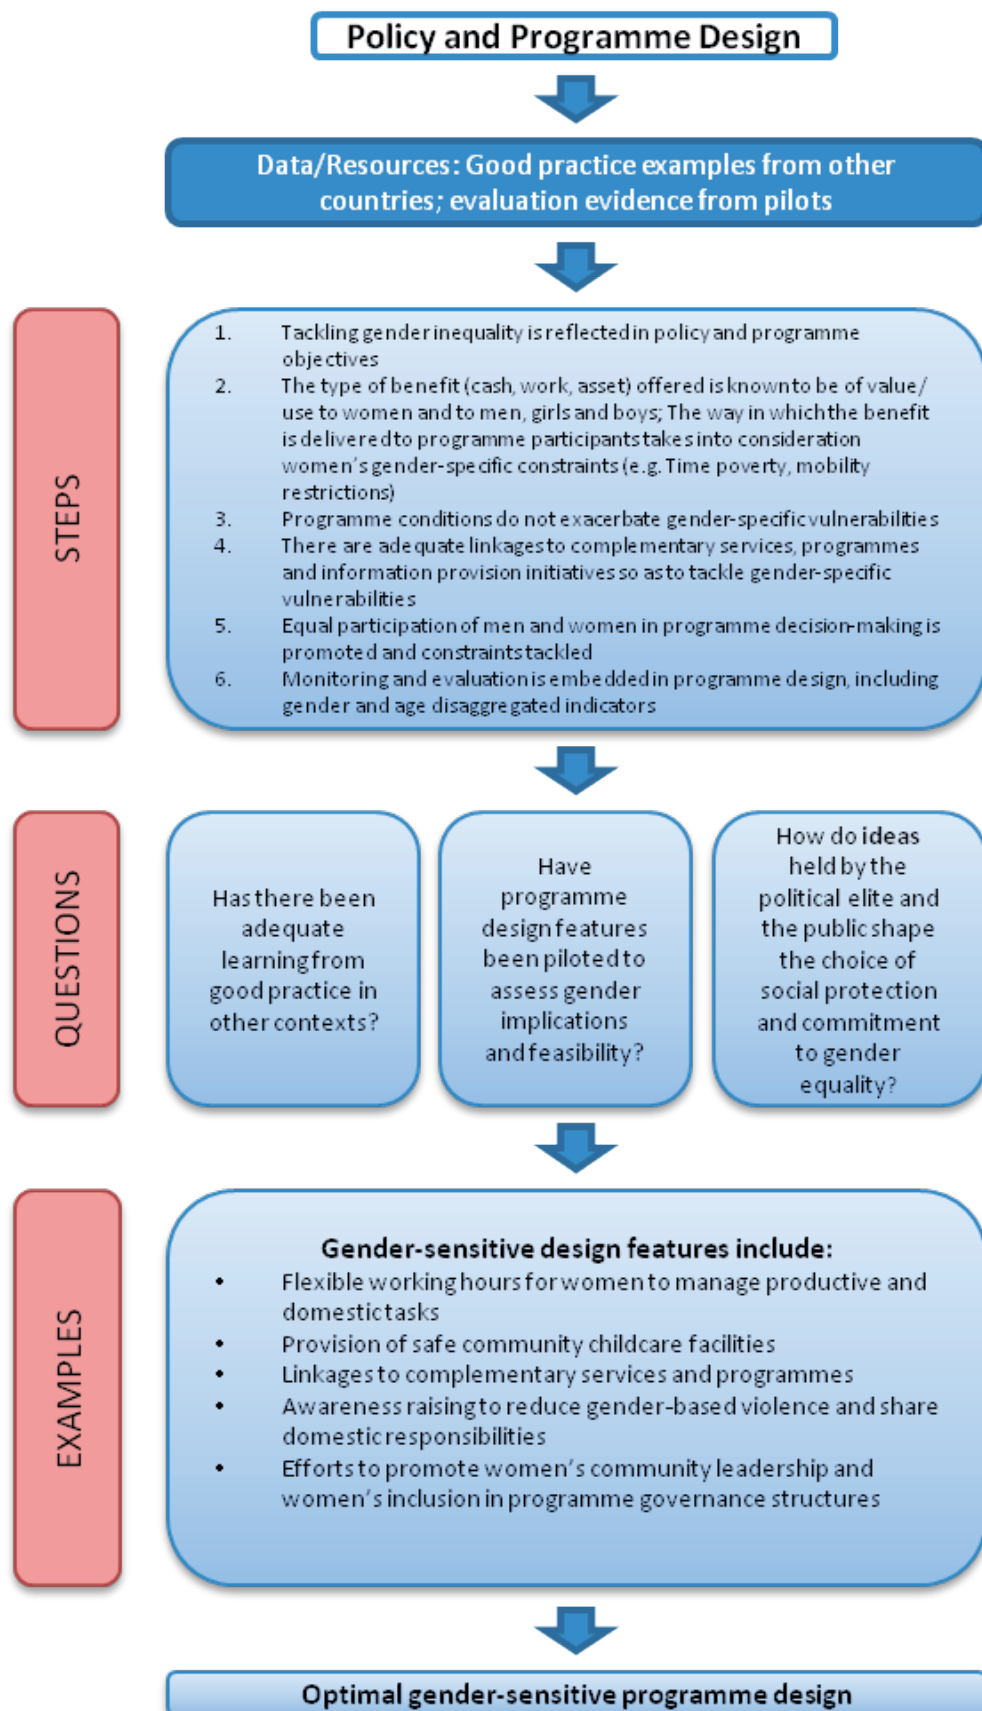 Policy and Programme Design
Data/Resources: Good practice examples from other
countries; evaluation evidence from pilots
STEPS
1. Tackling gender inequality is reflected in policy and programme
objectives
2. The type of benefit (cash, work, asset) offered is known to be of value/
use to women and to men, girls and boys; The way in which the benefit
is delivered to programme participants takes into consideration
women's gender-specific constraints (e.g. Time poverty, mobility
restrictions)
3. Programme conditions do not exacerbate gender-specific vulnerabilities
4. There are adequate linkages to complementary services, programmes
and information provision initiatives so as to tackle gender-specific
vulnerabilities
5. Equal participation of men and women in programme decision-making is
promoted and constraints tackled
6. Monitoring and evaluation is embedded in programme design, including
gender and age disaggregated indicators
QUESTIONS
Has there been
adequate
learning from
good practice in
other contexts?
Have
programme
design features
been piloted to
assess gender
implications
and feasibility?
How do ideas
held by the
political elite and
the public shape
the choice of
social protection
and commitment
to gender
equality?
EXAMPLES
Gender-sensitive design features include:
• Flexible working hours for women to manage productive and
domestic tasks
• Provision of safe community childcare facilities
• Linkages to complementary services and programmes
• Awareness raising to reduce gender-based violence and share
domestic responsibilities
• Efforts to promote women's community leadership and
women's inclusion in programme governance structures
Optimal gender-sensitive programme design